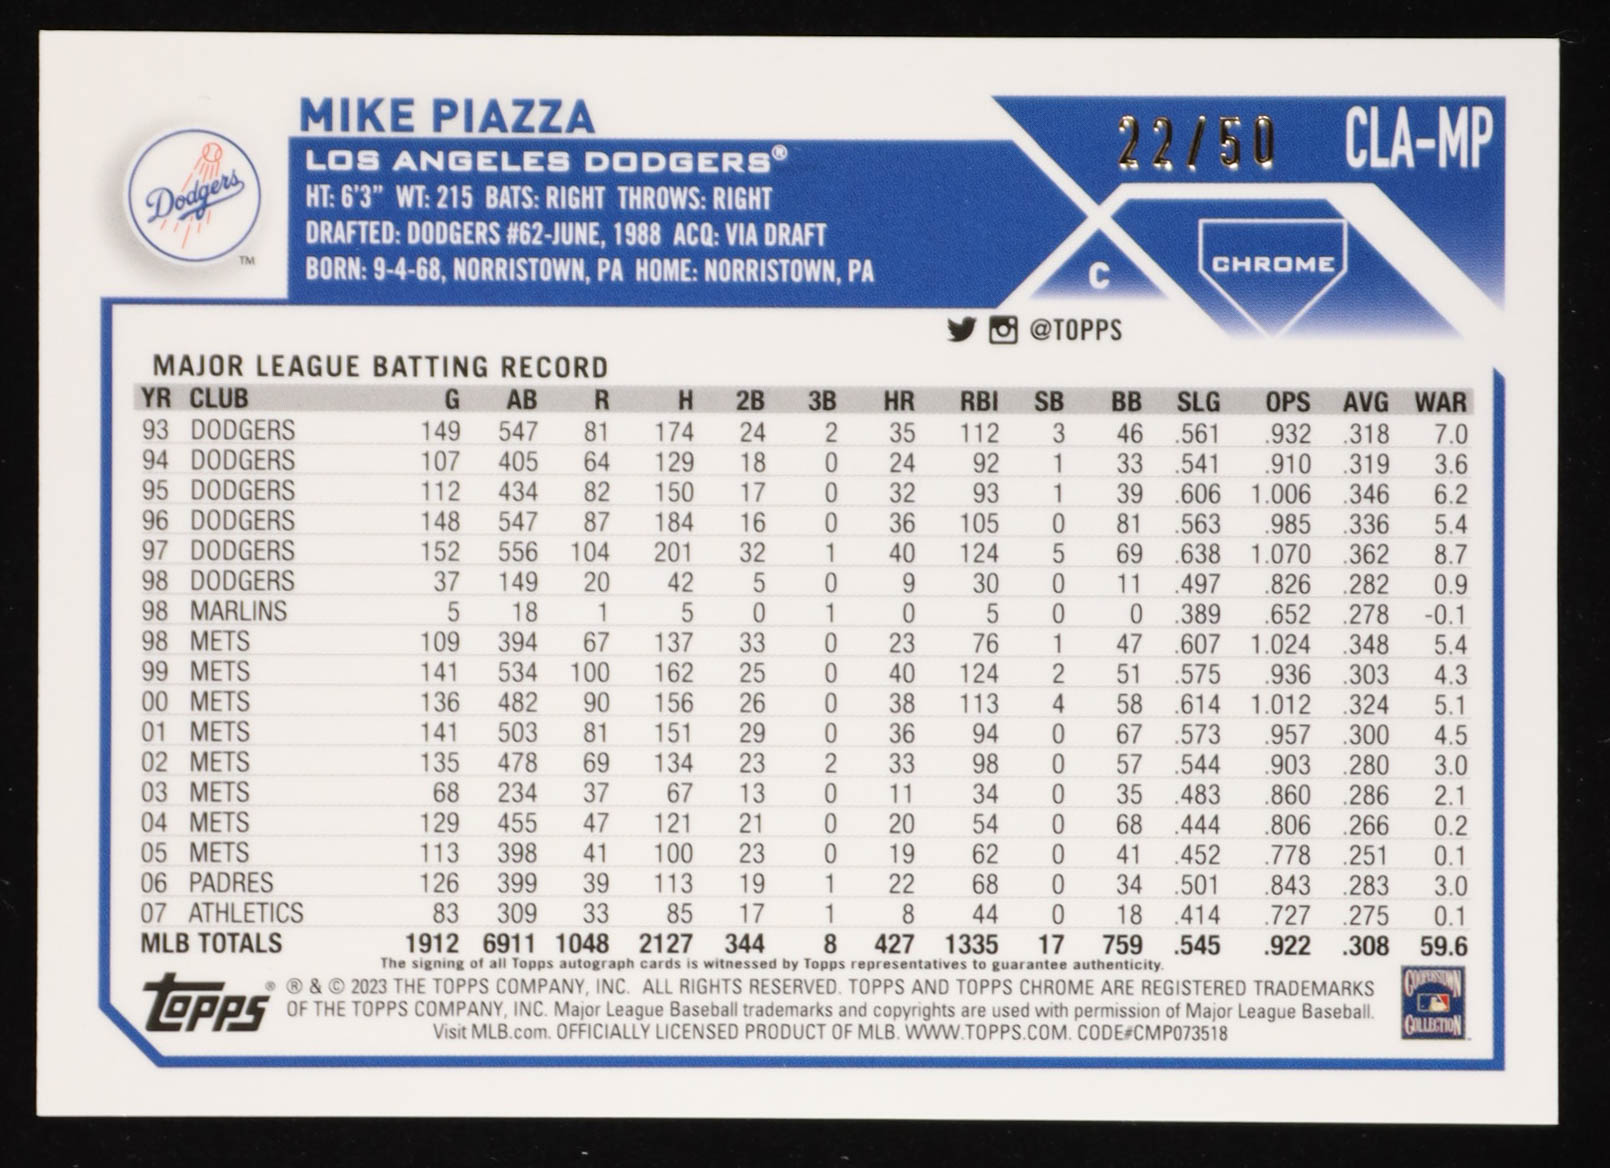 MIKE PIAZZA
22/50 CLA-MP
LOS ANGELES DODGERS®
Dodgers
HT: 6'3" WT: 215 BATS: RIGHT THROWS: RIGHT
DRAFTED: DODGERS #62-JUNE, 1988 ACQ: VIA DRAFT
BORN: 9-4-68, NORRISTOWN, PA HOME: NORRISTOWN, PA
TM
C
CHROME
@TOPPS
MAJOR LEAGUE BATTING RECORD
YR CLUB G AB R H 2B 3B HR RBI SB BB SLG OPS AVG WAR
93 DODGERS 149 547 81 174 24 2 35 112 3 46 .561 .932 .318 7.0
94 DODGERS 107 405 64 129 18 0 24 92 1 33 .541 .910 .319 3.6
95 DODGERS 112 434 82 150 17 0 32 93 1 39 .606 1.006 .346 6.2
96 DODGERS 148 547 87 184 16 0 36 105 0 81 .563 .985 .336 5.4
97 DODGERS 152 556 104 201 32 1 40 124 5 69 .638 1.070 .362 8.7
98 DODGERS 37 149 20 42 5 0 9 30 0 11 .497 .826 .282 0.9
98 MARLINS 5 18 1 5 0 1 0 5 0 0 .389 .652 .278 -0.1
98 METS 109 394 67 137 33 0 23 76 1 47 .607 1.024 .348 5.4
99 METS 141 534 100 162 25 0 40 124 2 51 .575 .936 .303 4.3
00 METS 136 482 90 156 26 0 38 113 4 58 .614 1.012 .324 5.1
01 METS 141 503 81 151 29 0 36 94 0 67 .573 .957 .300 4.5
02 METS 135 478 69 134 23 2 33 98 0 57 .544 .903 .280 3.0
03 METS 68 234 37 67 13 0 11 34 0 35 .483 .860 .286 2.1
04 METS 129 455 47 121 21 0 20 54 0 68 .444 .806 .266 0.2
05 METS 113 398 41 100 23 0 19 62 0 41 .452 .778 .251 0.1
06 PADRES 126 399 39 113 19 1 22 68 0 34 .501 .843 .283 3.0
07 ATHLETICS 83 309 33 85 17 1 8 44 0 18 .414 .727 .275 0.1
MLB TOTALS 1912 6911 1048 2127 344 8 427 1335 17 759 .545 .922 .308 59.6
The signing of all Topps autograph cards is witnessed by Topps representatives to guarantee authenticity.
topps®
® & © 2023 THE TOPPS COMPANY, INC. ALL RIGHTS RESERVED. TOPPS AND TOPPS CHROME ARE REGISTERED TRADEMARKS
OF THE TOPPS COMPANY, INC. Major League Baseball trademarks and copyrights are used with permission of Major League Baseball.
Visit MLB.com. OFFICIALLY LICENSED PRODUCT OF MLB. WWW.TOPPS.COM. CODE#CMP073518
COOPERSTOWN
COLLECTION